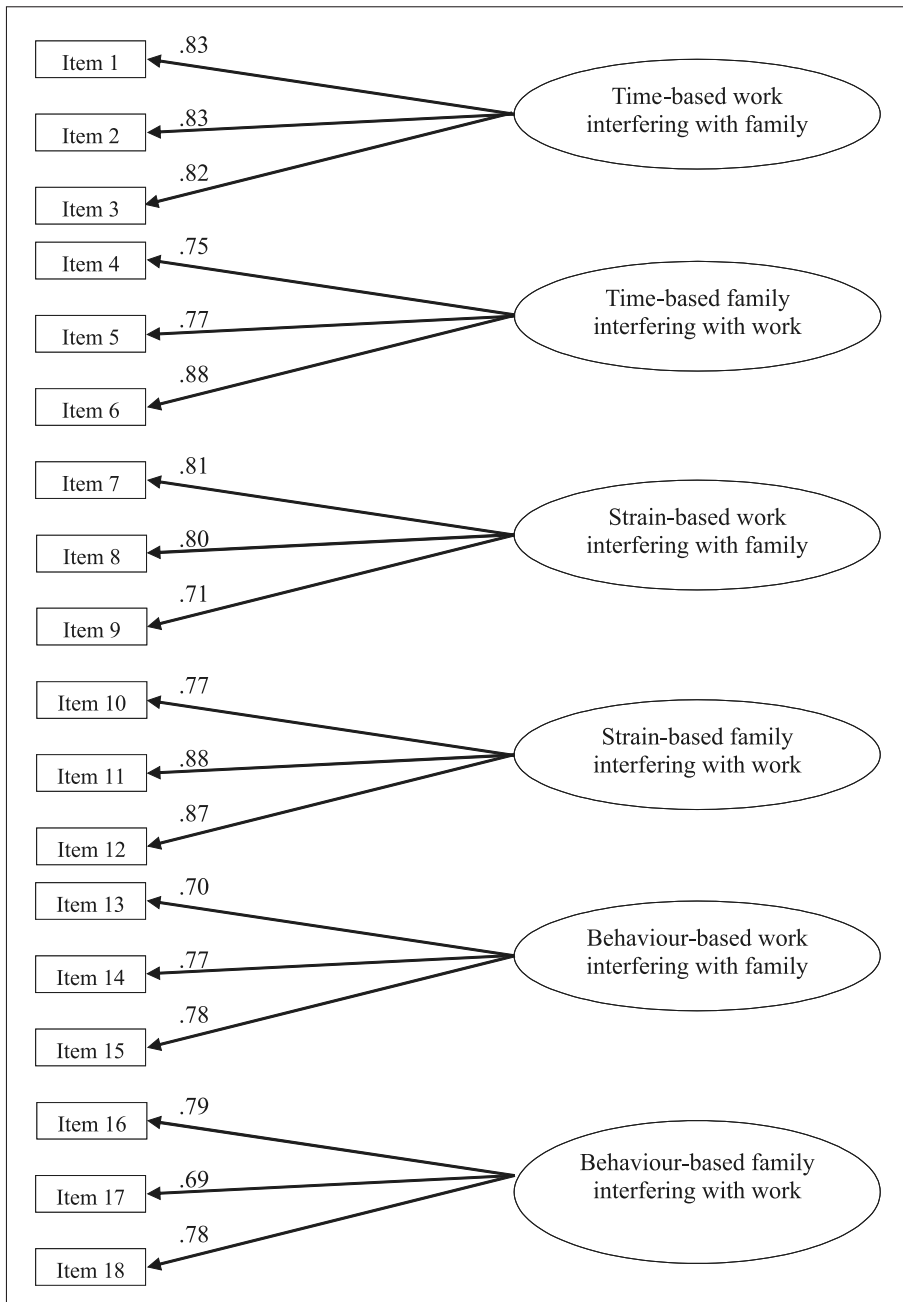 .83
Item 1
Time-based work
interfering with family
.83
Item 2
.82
Item 3
.75
Item 4
Time-based family
interfering with work
.77
Item 5
.88
Item 6
.81
Item 7
Strain-based work
interfering with family
.80
Item 8
.71
Item 9
.77
Item 10
Strain-based family
interfering with work
.88
Item 11
.87
Item 12
.70
Item 13
Behaviour-based work
interfering with family
.77
Item 14
.78
Item 15
.79
Item 16
Behaviour-based family
interfering with work
.69
Item 17
.78
Item 18